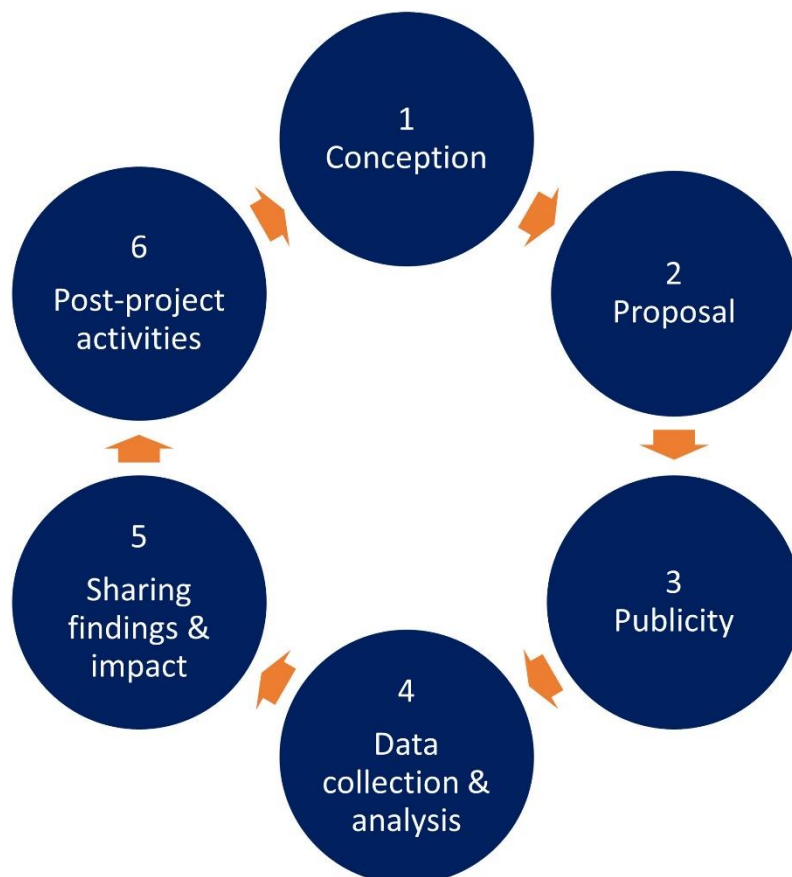 1
Conception
2
Proposal
3
Publicity
4
Data
collection &
analysis
5
Sharing
findings &
impact
6
Post-project
activities